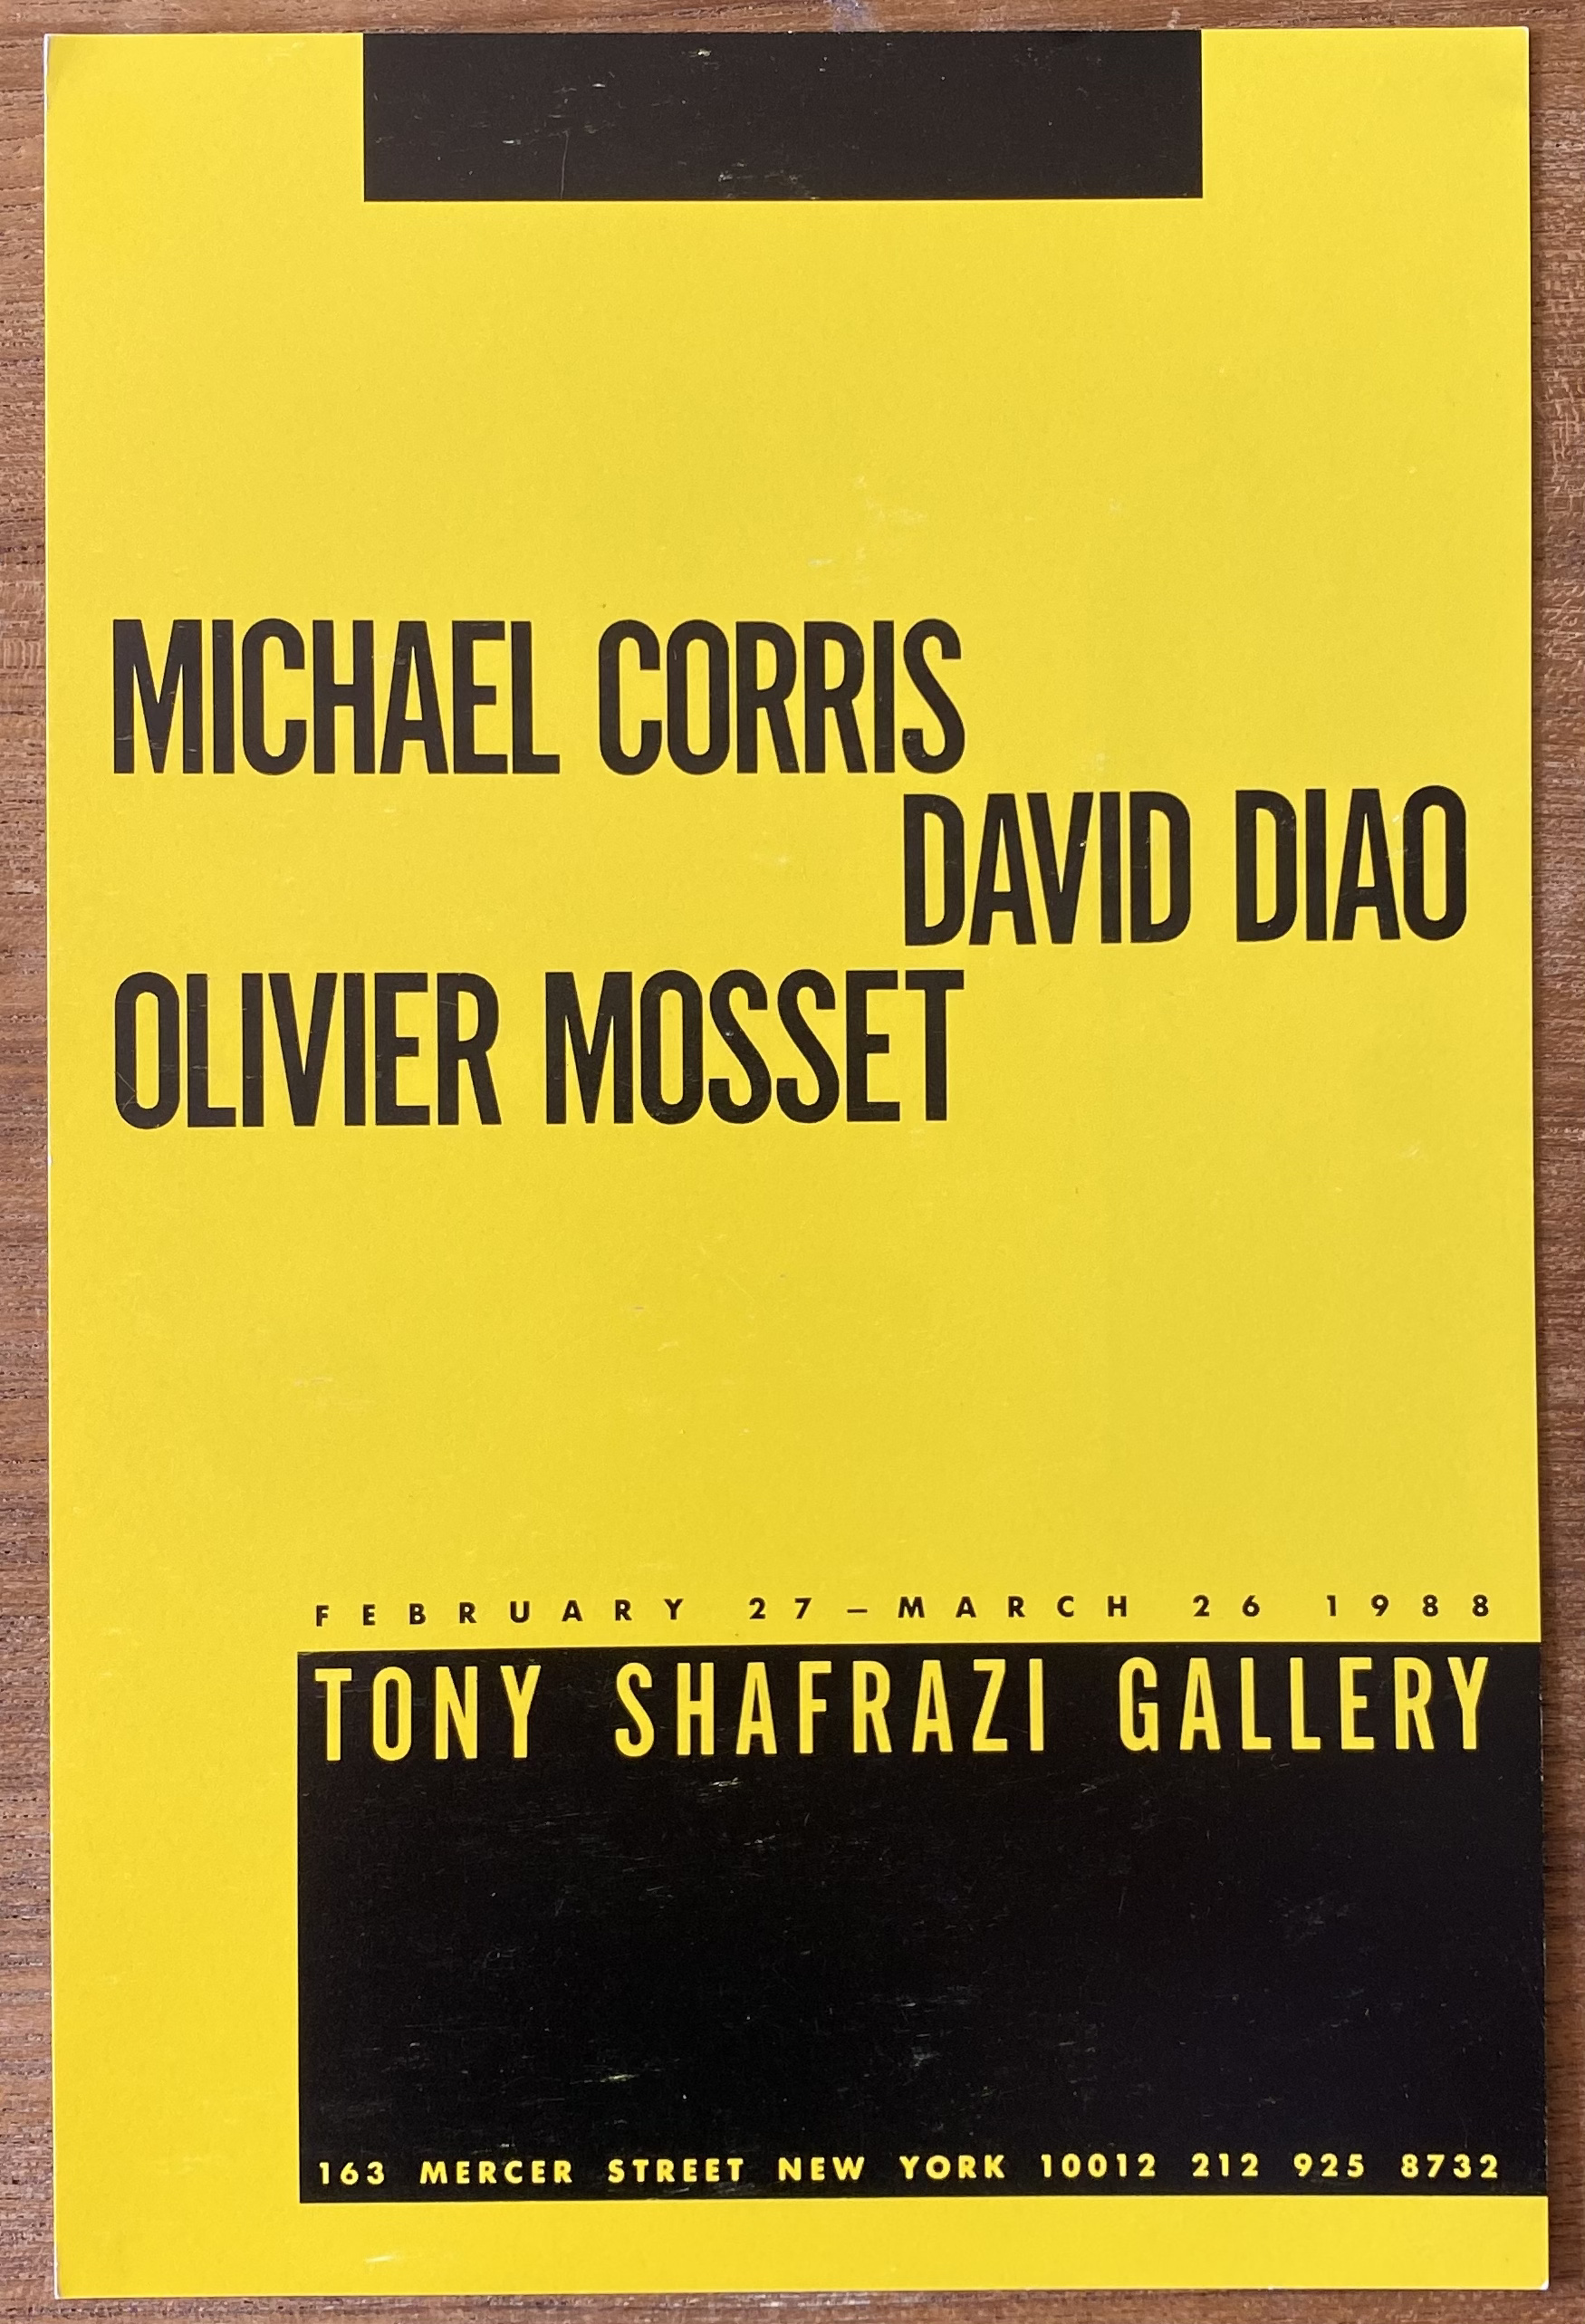 MICHAEL CORRIS
DAVID DIAO
OLIVIER MOSSET
FEBRUARY 27–MARCH 26 1988
TONY SHAFRAZI GALLERY
163 MERCER STREET NEW YORK 10012 212 925 8732